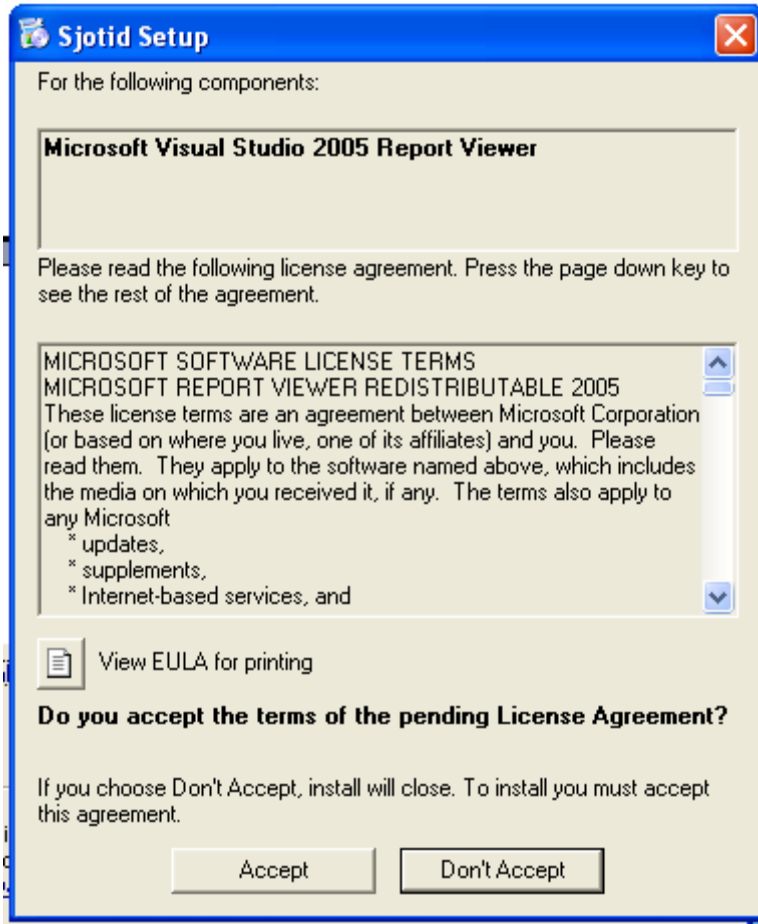 Sjotid Setup
For the following components:
Microsoft Visual Studio 2005 Report Viewer
Please read the following license agreement. Press the page down key to
see the rest of the agreement.
MICROSOFT SOFTWARE LICENSE TERMS
MICROSOFT REPORT VIEWER REDISTRIBUTABLE 2005
These license terms are an agreement between Microsoft Corporation
(or based on where you live, one of its affiliates) and you.  Please
read them.  They apply to the software named above, which includes
the media on which you received it, if any.  The terms also apply to
any Microsoft
* updates,
* supplements,
* Internet-based services, and
View EULA for printing
Do you accept the terms of the pending License Agreement?
If you choose Don't Accept, install will close. To install you must accept
this agreement.
Accept
Don't Accept